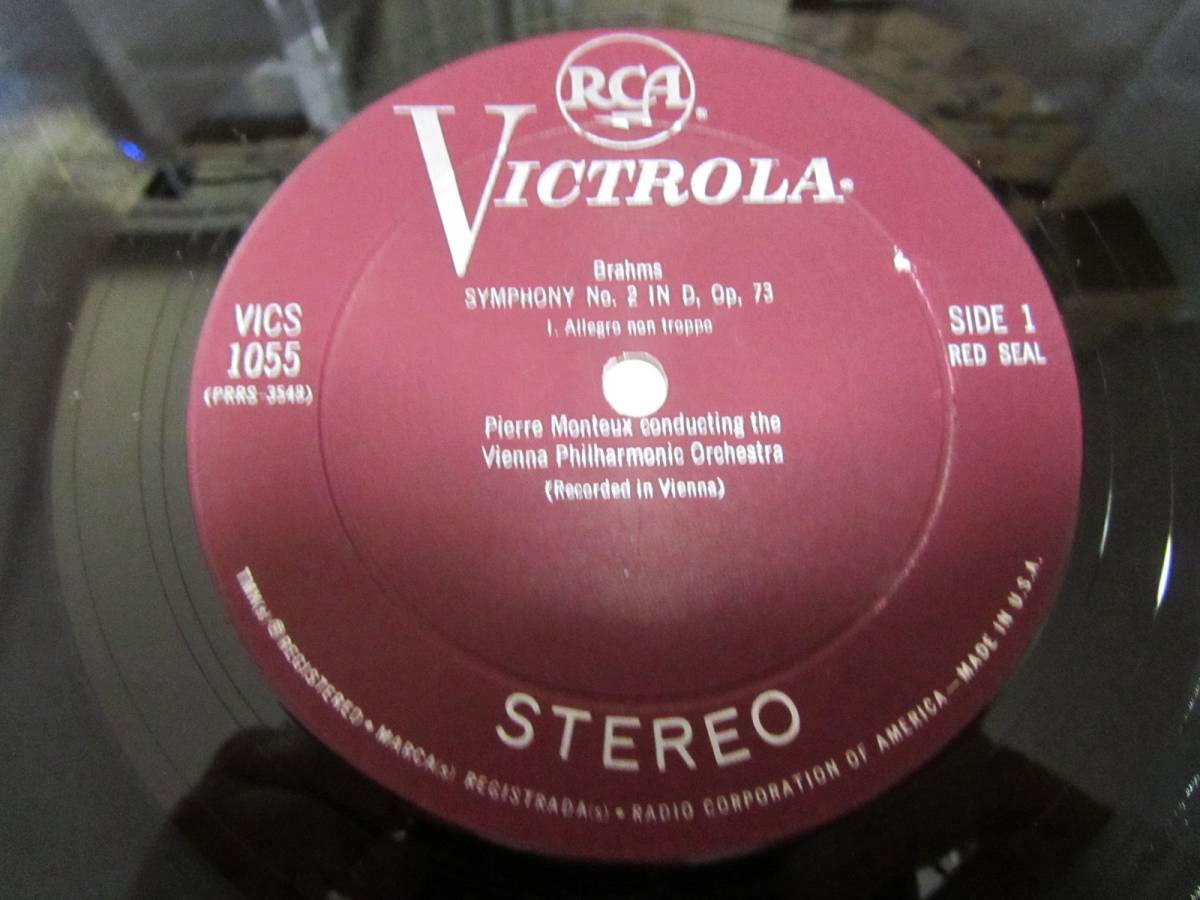 RCA
VICTROLA
Brahms
SYMPHONY No. 2 IN D, Op. 73
I. Allegro non troppo
VICS
1055
(PRRS-3548)
SIDE 1
RED SEAL
Pierre Monteux conducting the
Vienna Philharmonic Orchestra
(Recorded in Vienna)
STEREO
TMK(s) ® REGISTERED • MARCA(s) REGISTRADA(s) • RADIO CORPORATION OF AMERICA—MADE IN U.S.A.